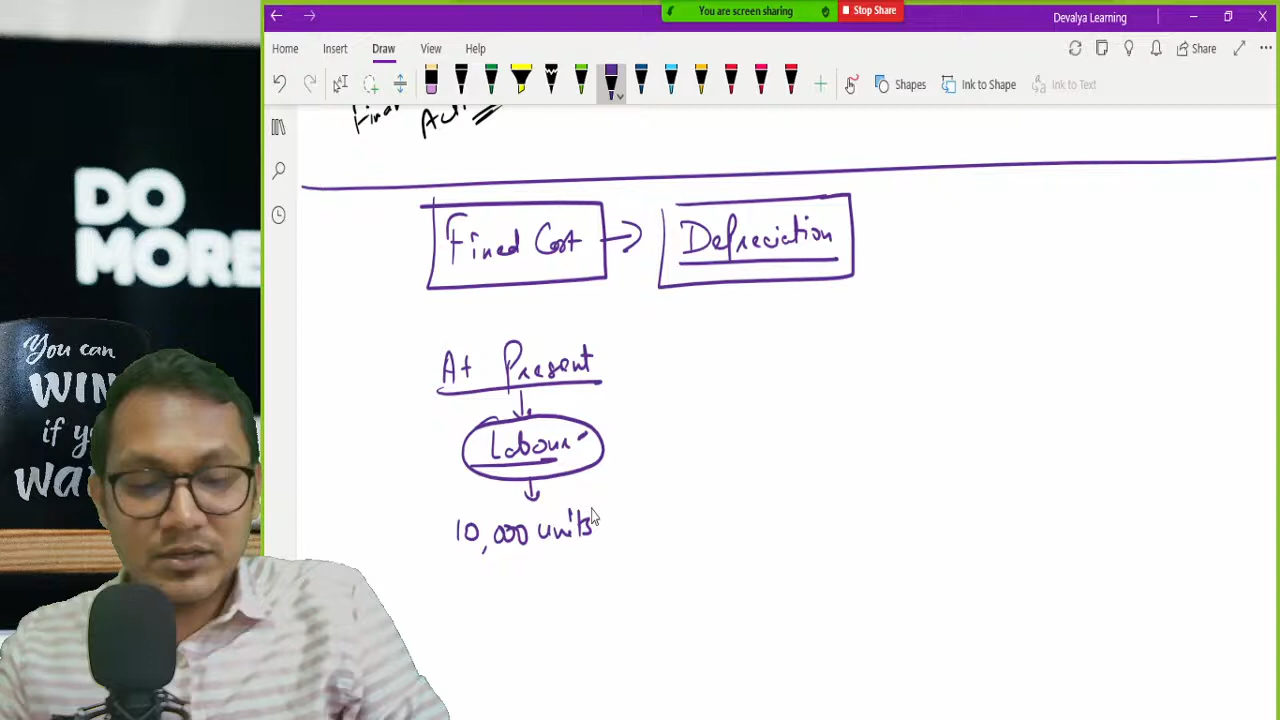 You are screen sharing
Stop Share
Devalya Learning
Home Insert Draw View Help
Share
Shapes
Ink to Shape
Ink to Text
Fixed Cost → Depreciation
At Present
Labour
10,000 units
DO
MORE
You can
WIN
if